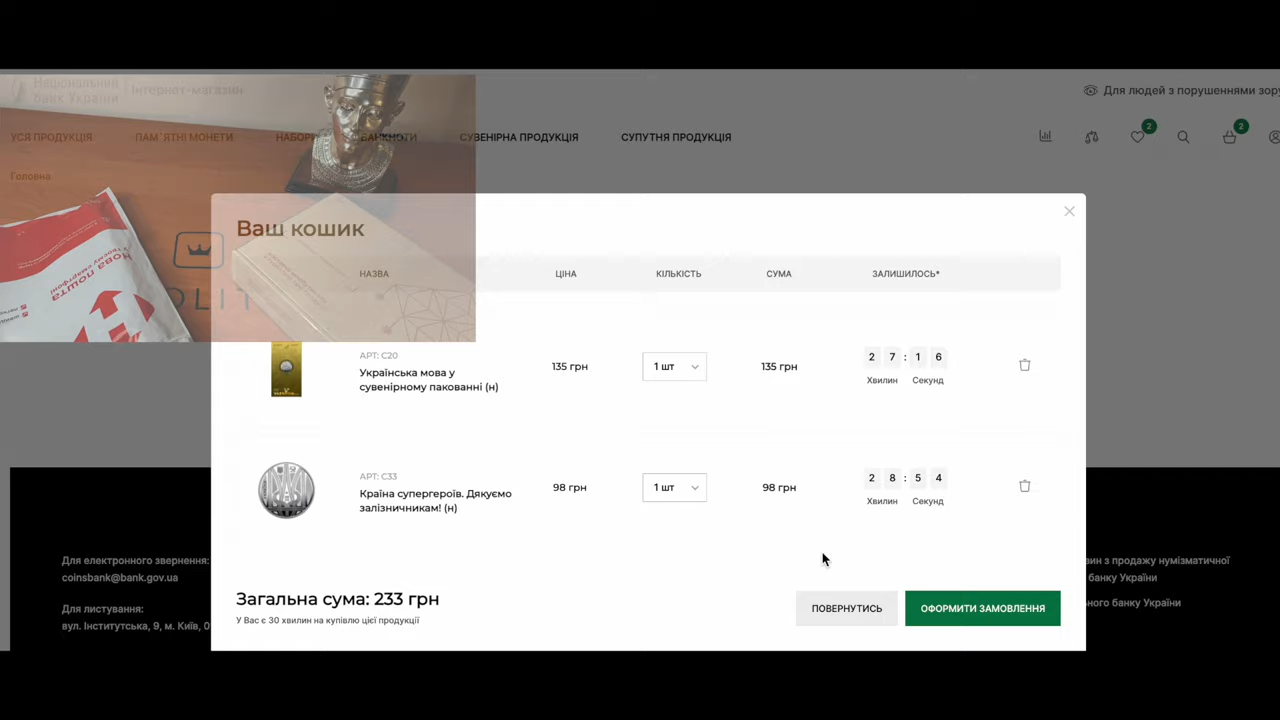 Національний
банк України
Інтернет-магазин
Для людей з порушеннями зору
УСЯ ПРОДУКЦІЯ
ПАМ`ЯТНІ МОНЕТИ
НАБОРИ
БАНКНОТИ
СУВЕНІРНА ПРОДУКЦІЯ
СУПУТНЯ ПРОДУКЦІЯ
2
2
Головна
Ваш кошик
НОВА ПОШТА
НАЗВА
ЦІНА
КІЛЬКІСТЬ
СУМА
ЗАЛИШИЛОСЬ*
АРТ: C20
Українська мова у
сувенірному пакованні (н)
135 грн
1 шт
135 грн
2 7 : 1 6
Хвилин Секунд
АРТ: C33
Країна супергероїв. Дякуємо
залізничникам! (н)
98 грн
1 шт
98 грн
2 8 : 5 4
Хвилин Секунд
Загальна сума: 233 грн
У Вас є 30 хвилин на купівлю цієї продукції
ПОВЕРНУТИСЬ
ОФОРМИТИ ЗАМОВЛЕННЯ
Для електронного звернення:
coinsbank@bank.gov.ua
Для листування:
вул. Інститутська, 9, м. Київ,
з продажу нумізматичної
банку України
банку України